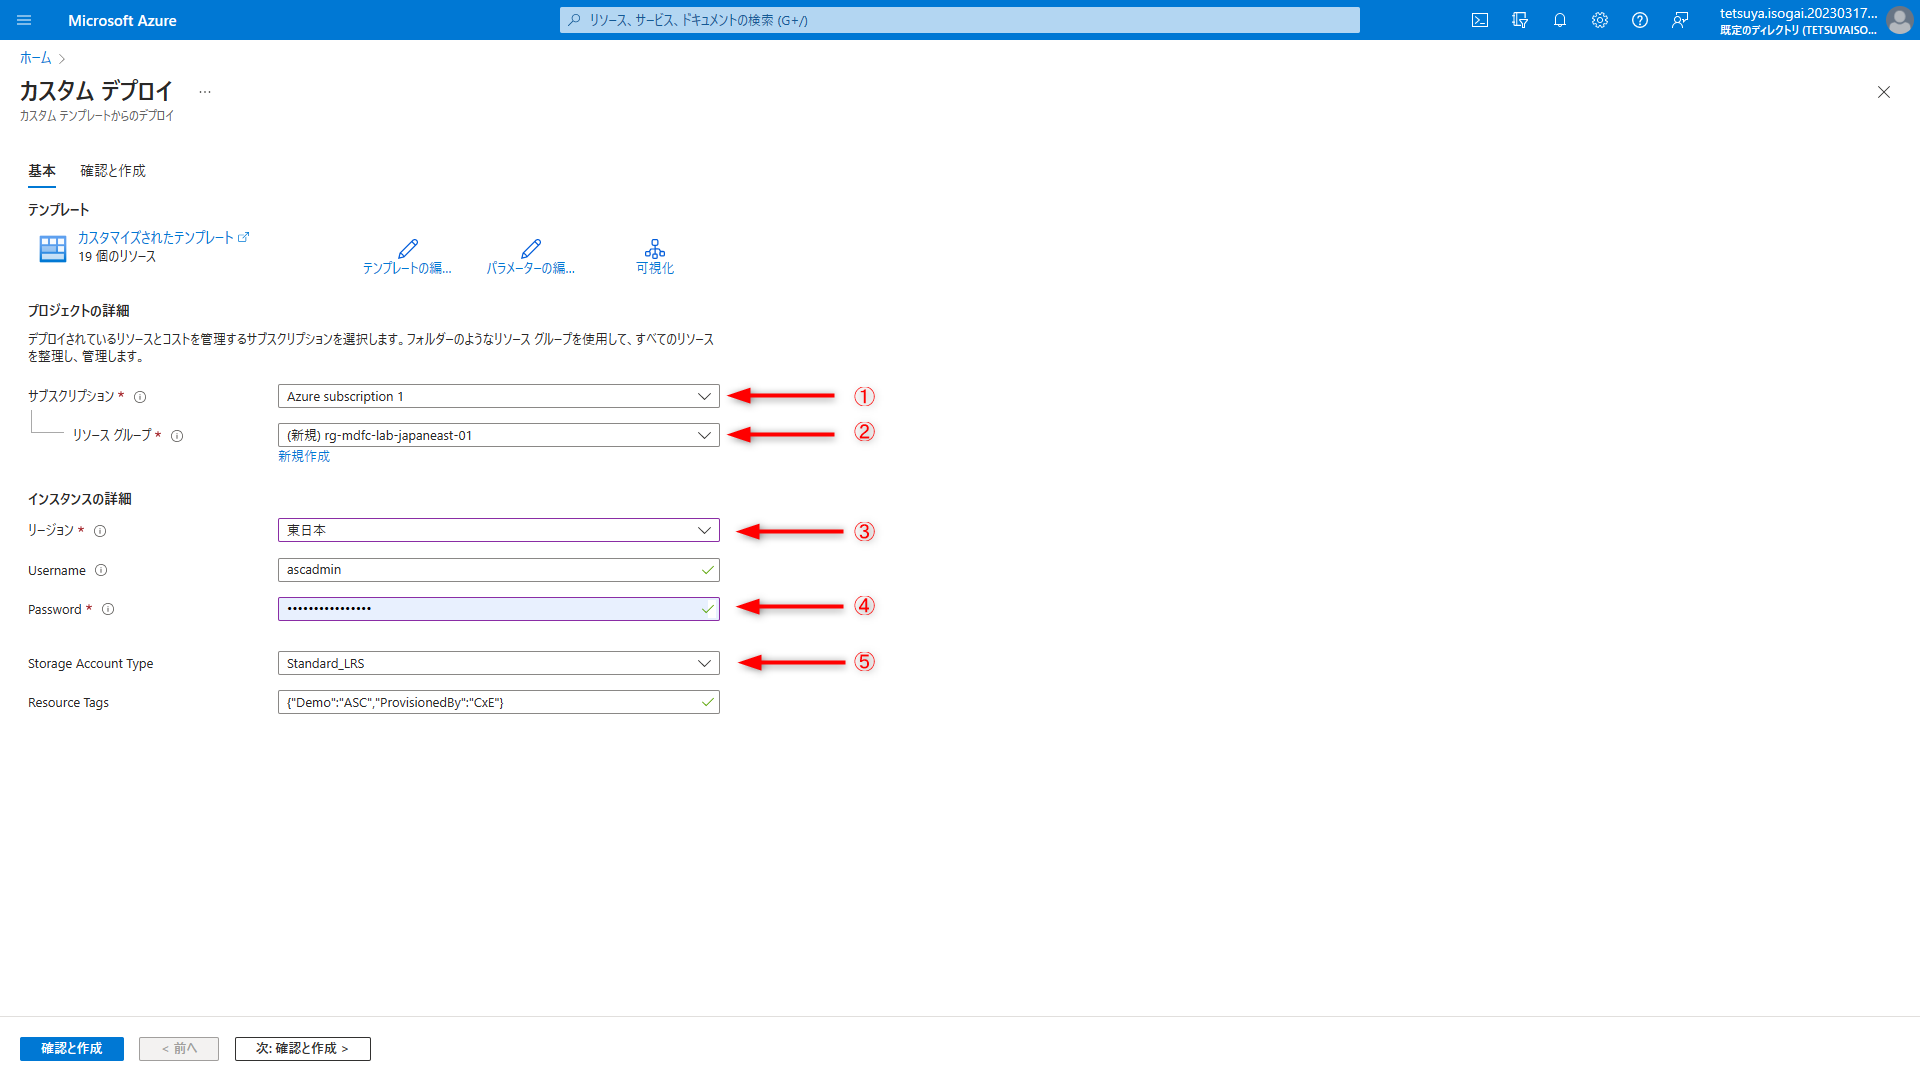 Microsoft Azure
リソース、サービス、ドキュメントの検索 (G+/)
tetsuya.isogai.20230317...
既定のディレクトリ (TETSUYAISO...
ホーム >
カスタム デプロイ ...
カスタム テンプレートからのデプロイ
基本 確認と作成
テンプレート
カスタマイズされたテンプレート
19 個のリソース
テンプレートの編... パラメーターの編... 可視化
プロジェクトの詳細
デプロイされているリソースとコストを管理するサブスクリプションを選択します。フォルダーのようなリソース グループを使用して、すべてのリソース
を整理し、管理します。
サブスクリプション * Azure subscription 1 ①
リソース グループ * (新規) rg-mdfc-lab-japaneast-01 ②
新規作成
インスタンスの詳細
リージョン * 東日本 ③
Username ascadmin
Password * •••••••••••••••• ④
Storage Account Type Standard_LRS ⑤
Resource Tags {"Demo":"ASC","ProvisionedBy":"CxE"}
確認と作成 < 前へ 次: 確認と作成 >